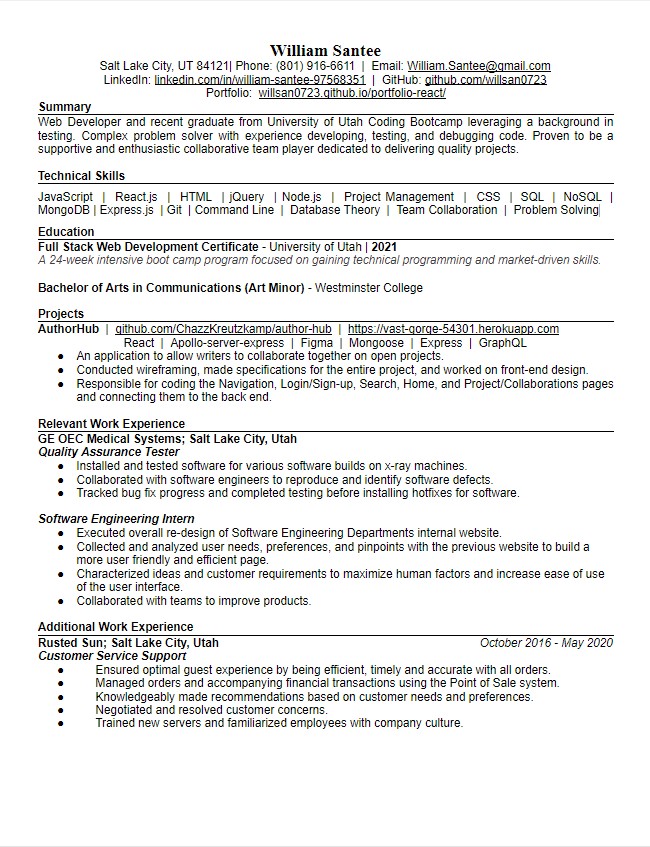 William Santee
Salt Lake City, UT 84121| Phone: (801) 916-6611 | Email: William.Santee@gmail.com
LinkedIn: linkedin.com/in/william-santee-97568351 | GitHub: github.com/willsan0723
Portfolio: willsan0723.github.io/portfolio-react/
Summary
Web Developer and recent graduate from University of Utah Coding Bootcamp leveraging a background in
testing. Complex problem solver with experience developing, testing, and debugging code. Proven to be a
supportive and enthusiastic collaborative team player dedicated to delivering quality projects.
Technical Skills
JavaScript | React.js | HTML | jQuery | Node.js | Project Management | CSS | SQL | NoSQL |
MongoDB | Express.js | Git | Command Line | Database Theory | Team Collaboration | Problem Solving
Education
Full Stack Web Development Certificate - University of Utah | 2021
A 24-week intensive boot camp program focused on gaining technical programming and market-driven skills.
Bachelor of Arts in Communications (Art Minor) - Westminster College
Projects
AuthorHub | github.com/ChazzKreutzkamp/author-hub | https://vast-gorge-54301.herokuapp.com
React | Apollo-server-express | Figma | Mongoose | Express | GraphQL
● An application to allow writers to collaborate together on open projects.
● Conducted wireframing, made specifications for the entire project, and worked on front-end design.
● Responsible for coding the Navigation, Login/Sign-up, Search, Home, and Project/Collaborations pages
and connecting them to the back end.
Relevant Work Experience
GE OEC Medical Systems; Salt Lake City, Utah
Quality Assurance Tester
● Installed and tested software for various software builds on x-ray machines.
● Collaborated with software engineers to reproduce and identify software defects.
● Tracked bug fix progress and completed testing before installing hotfixes for software.
Software Engineering Intern
● Executed overall re-design of Software Engineering Departments internal website.
● Collected and analyzed user needs, preferences, and pinpoints with the previous website to build a
more user friendly and efficient page.
● Characterized ideas and customer requirements to maximize human factors and increase ease of use
of the user interface.
● Collaborated with teams to improve products.
Additional Work Experience
Rusted Sun; Salt Lake City, Utah October 2016 - May 2020
Customer Service Support
● Ensured optimal guest experience by being efficient, timely and accurate with all orders.
● Managed orders and accompanying financial transactions using the Point of Sale system.
● Knowledgeably made recommendations based on customer needs and preferences.
● Negotiated and resolved customer concerns.
● Trained new servers and familiarized employees with company culture.